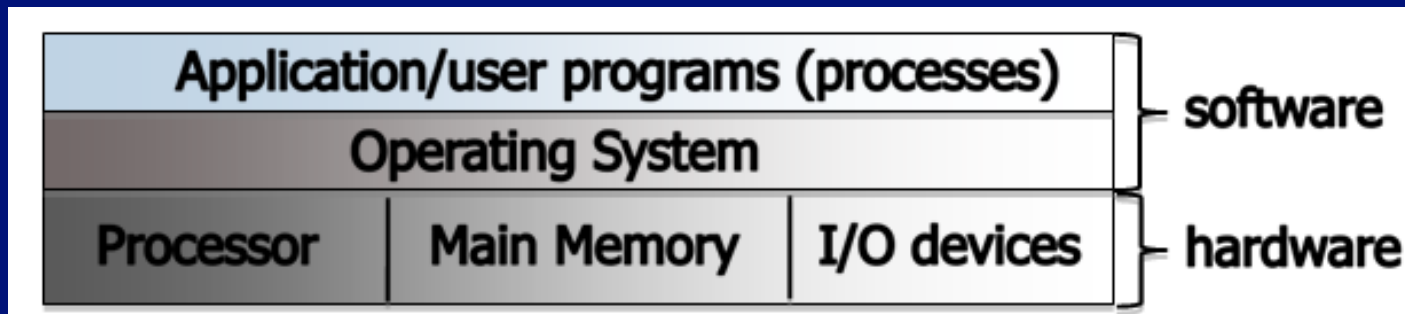 Application/user programs (processes)
software
Operating System
Processor
Main Memory
I/O devices
hardware